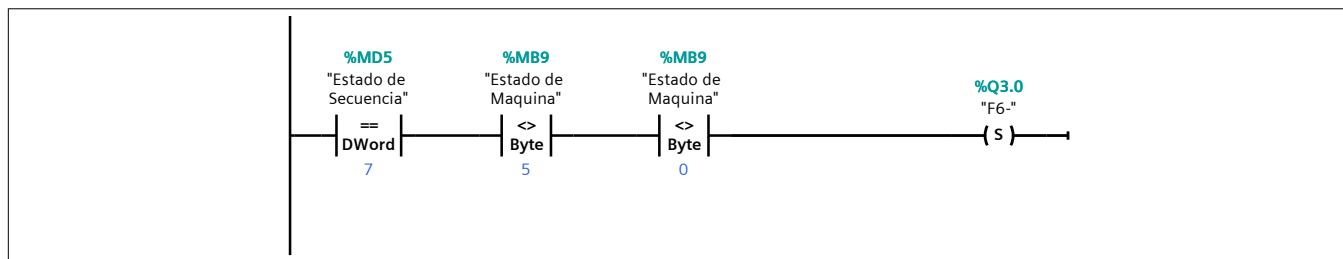 %MD5
"Estado de
Secuencia"
==
DWord
7
%MB9
"Estado de
Maquina"
<>
Byte
5
%MB9
"Estado de
Maquina"
<>
Byte
0
%Q3.0
"F6-"
S